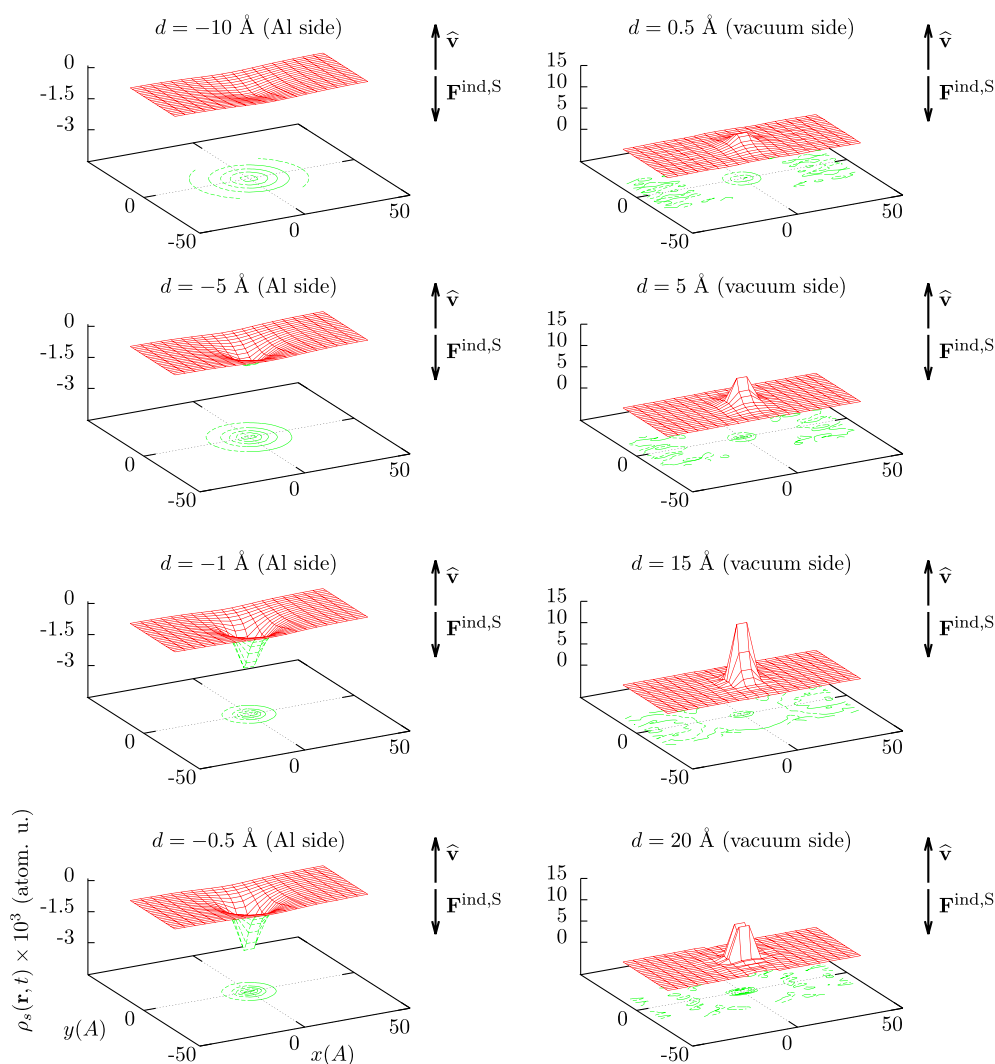 d = −10 Å (Al side)
0
-1.5
-3
v̂
F^ind,S
0
-50
0
50
d = 0.5 Å (vacuum side)
15
10
5
0
v̂
F^ind,S
0
-50
0
50
d = −5 Å (Al side)
0
-1.5
-3
v̂
F^ind,S
0
-50
0
50
d = 5 Å (vacuum side)
15
10
5
0
v̂
F^ind,S
0
-50
0
50
d = −1 Å (Al side)
0
-1.5
-3
v̂
F^ind,S
0
-50
0
50
d = 15 Å (vacuum side)
15
10
5
0
v̂
F^ind,S
0
-50
0
50
d = −0.5 Å (Al side)
0
-1.5
-3
v̂
F^ind,S
ρ_s(r, t) × 10^3 (atom. u.)
y(A)
0
-50
x(A)
0
50
d = 20 Å (vacuum side)
15
10
5
0
v̂
F^ind,S
0
-50
0
50